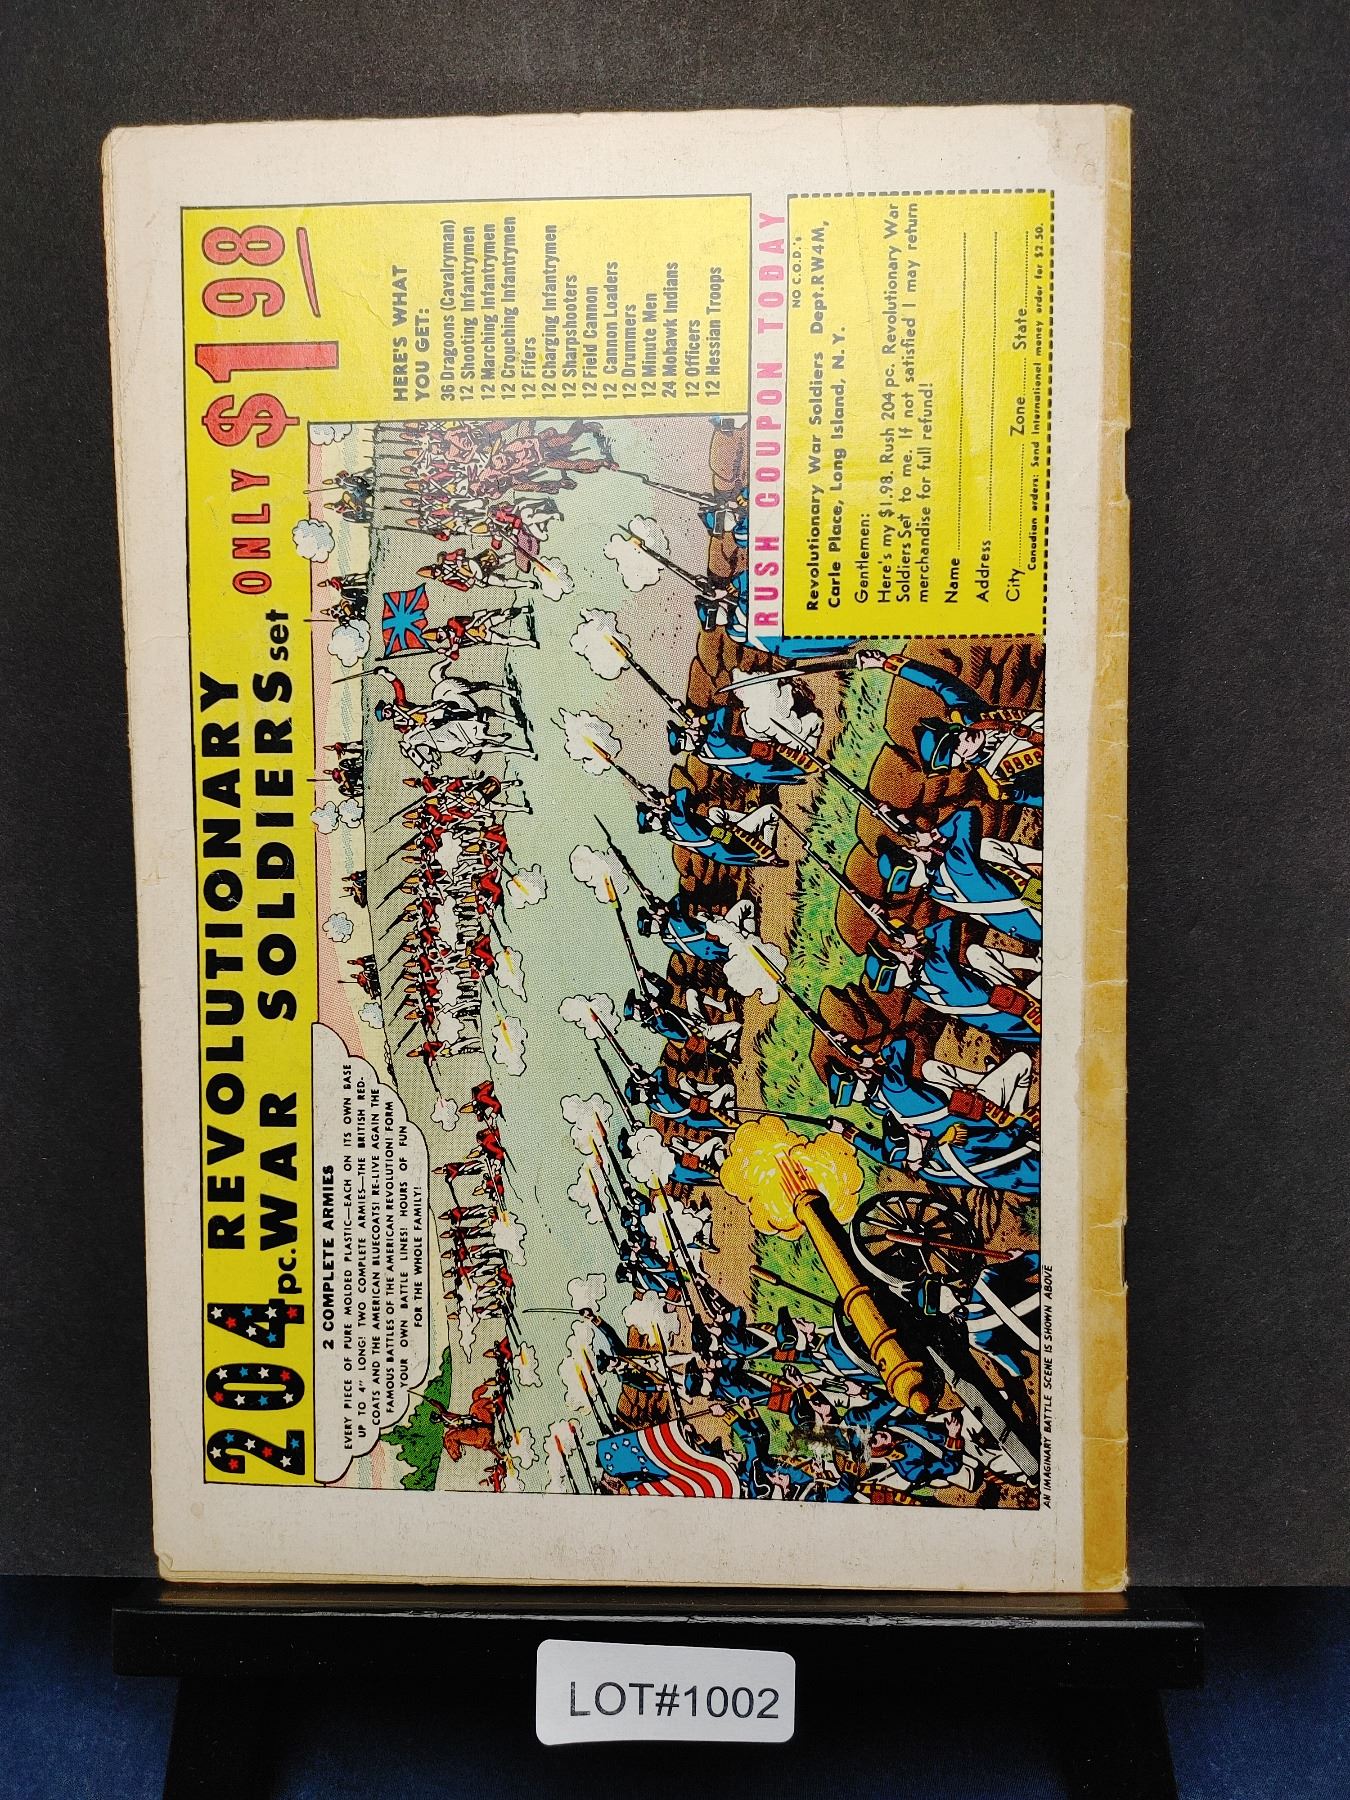 204 REVOLUTIONARY
pc. WAR SOLDIERS set ONLY $1 98
2 COMPLETE ARMIES
EVERY PIECE OF PURE MOLDED PLASTIC—EACH ON ITS OWN BASE
UP TO 4" LONG! TWO COMPLETE ARMIES—THE BRITISH RED-
COATS AND THE AMERICAN BLUECOATS! RE-LIVE AGAIN THE
FAMOUS BATTLES OF THE AMERICAN REVOLUTION! FORM
YOUR OWN BATTLE LINES! HOURS OF FUN
FOR THE WHOLE FAMILY!
HERE'S WHAT
YOU GET:
36 Dragoons (Cavalryman)
12 Shooting Infantrymen
12 Marching Infantrymen
12 Crouching Infantrymen
12 Fifers
12 Charging Infantrymen
12 Sharpshooters
12 Field Cannon
12 Cannon Loaders
12 Drummers
12 Minute Men
24 Mohawk Indians
12 Officers
12 Hessian Troops
RUSH COUPON TODAY
NO C.O.D.'s
Revolutionary War Soldiers Dept.RW4M,
Carle Place, Long Island, N. Y.
Gentlemen:
Here's my $1.98. Rush 204 pc. Revolutionary War
Soldiers Set to me. If not satisfied I may return
merchandise for full refund!
Name
Address
City Zone State
Canadian orders: Send International money order for $2.50.
AN IMAGINARY BATTLE SCENE IS SHOWN ABOVE
LOT#1002